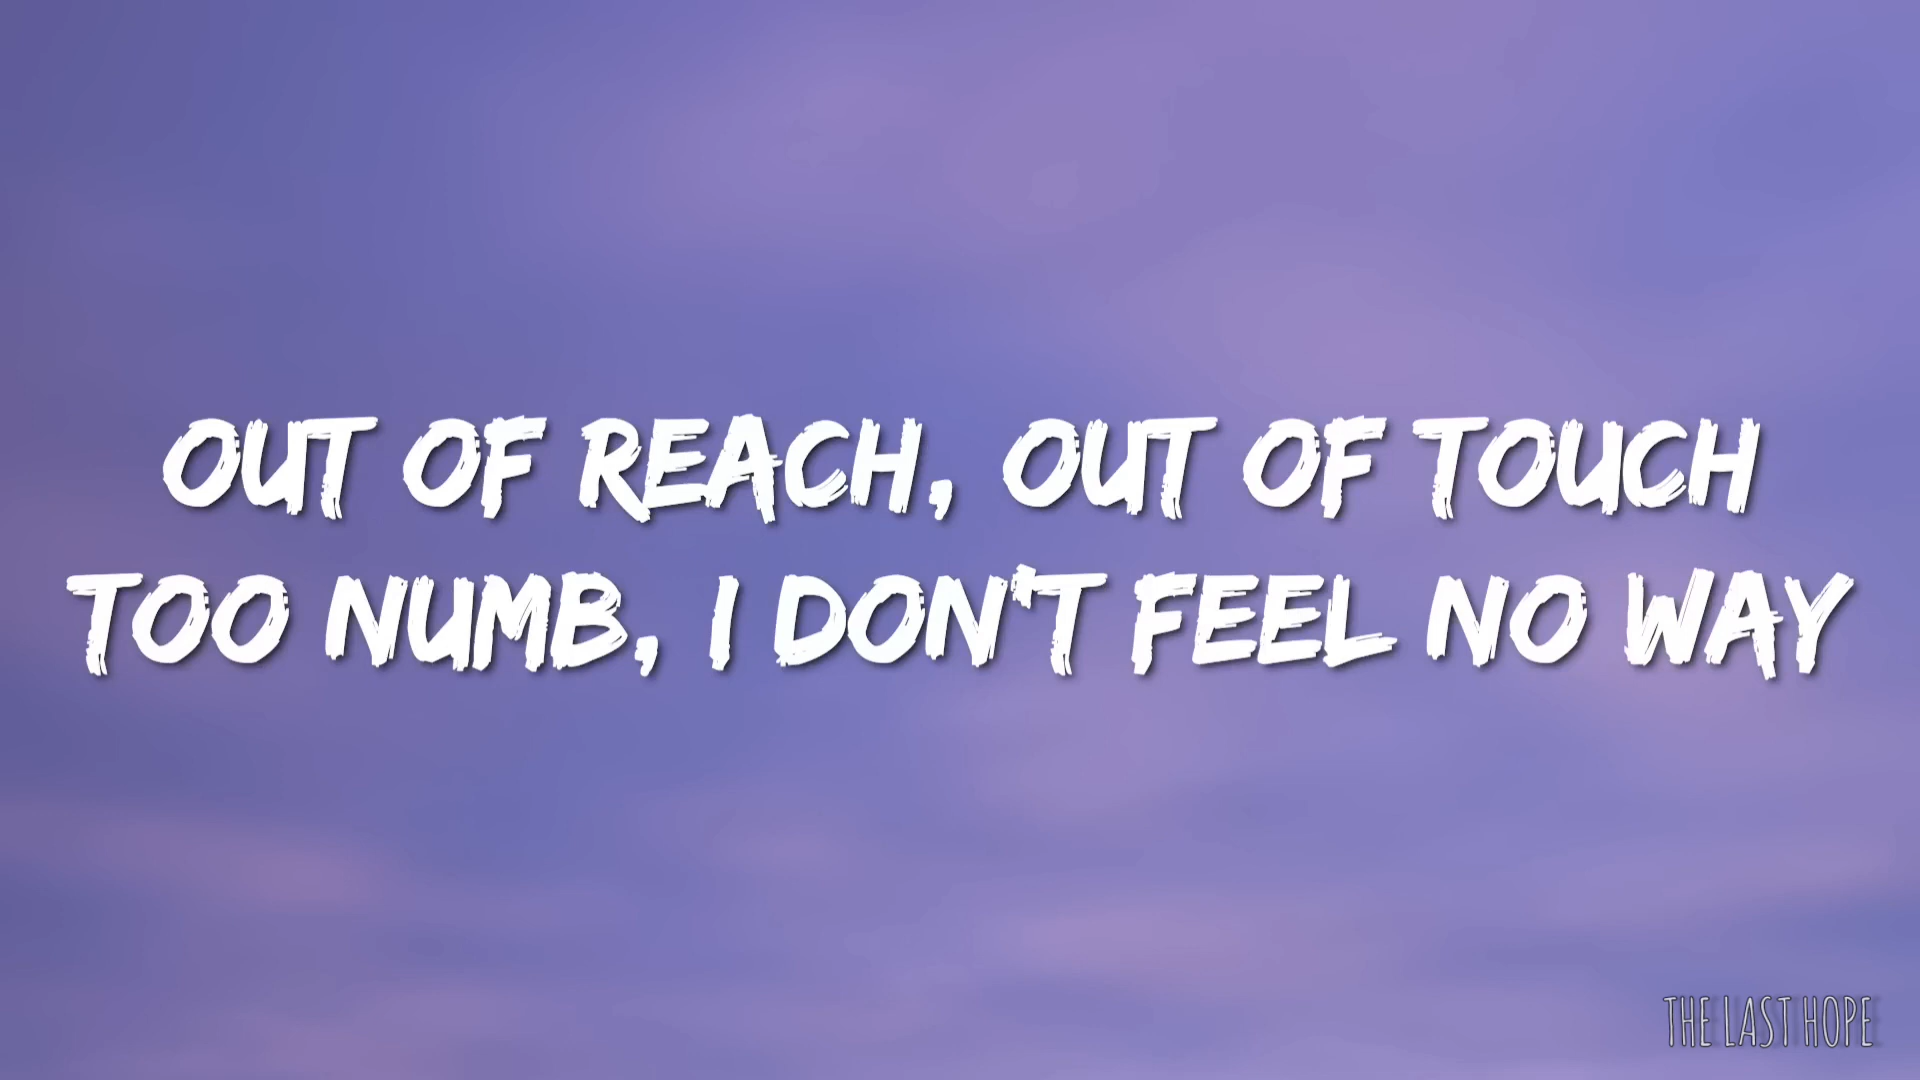 OUT OF REACH, OUT OF TOUCH
TOO NUMB, I DON'T FEEL NO WAY
THE LAST HOPE